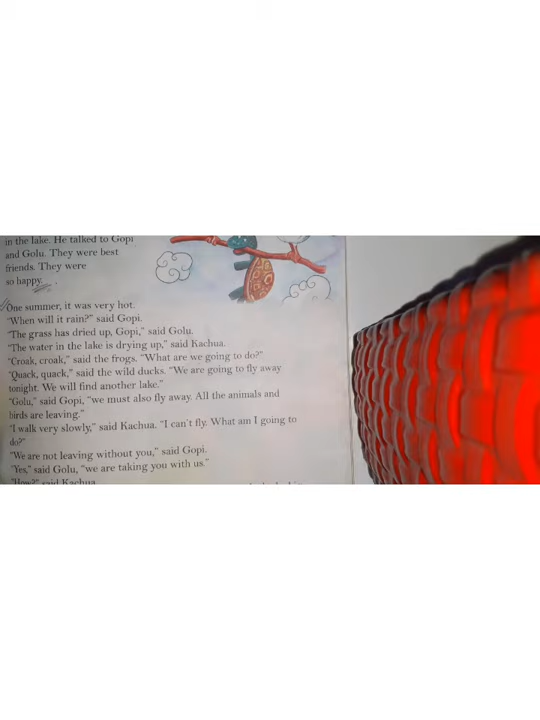 in the lake. He talked to Gopi
and Golu. They were best
friends. They were
so happy.
One summer, it was very hot.
"When will it rain?" said Gopi.
"The grass has dried up, Gopi," said Golu.
"The water in the lake is drying up," said Kachua.
"Croak, croak," said the frogs. "What are we going to do?"
"Quack, quack," said the wild ducks. "We are going to fly away
tonight. We will find another lake."
"Golu," said Gopi, "we must also fly away. All the animals and
birds are leaving."
"I walk very slowly," said Kachua. "I can't fly. What am I going to
do?"
"We are not leaving without you," said Gopi.
"Yes," said Golu, "we are taking you with us."
"How?" said Kachua